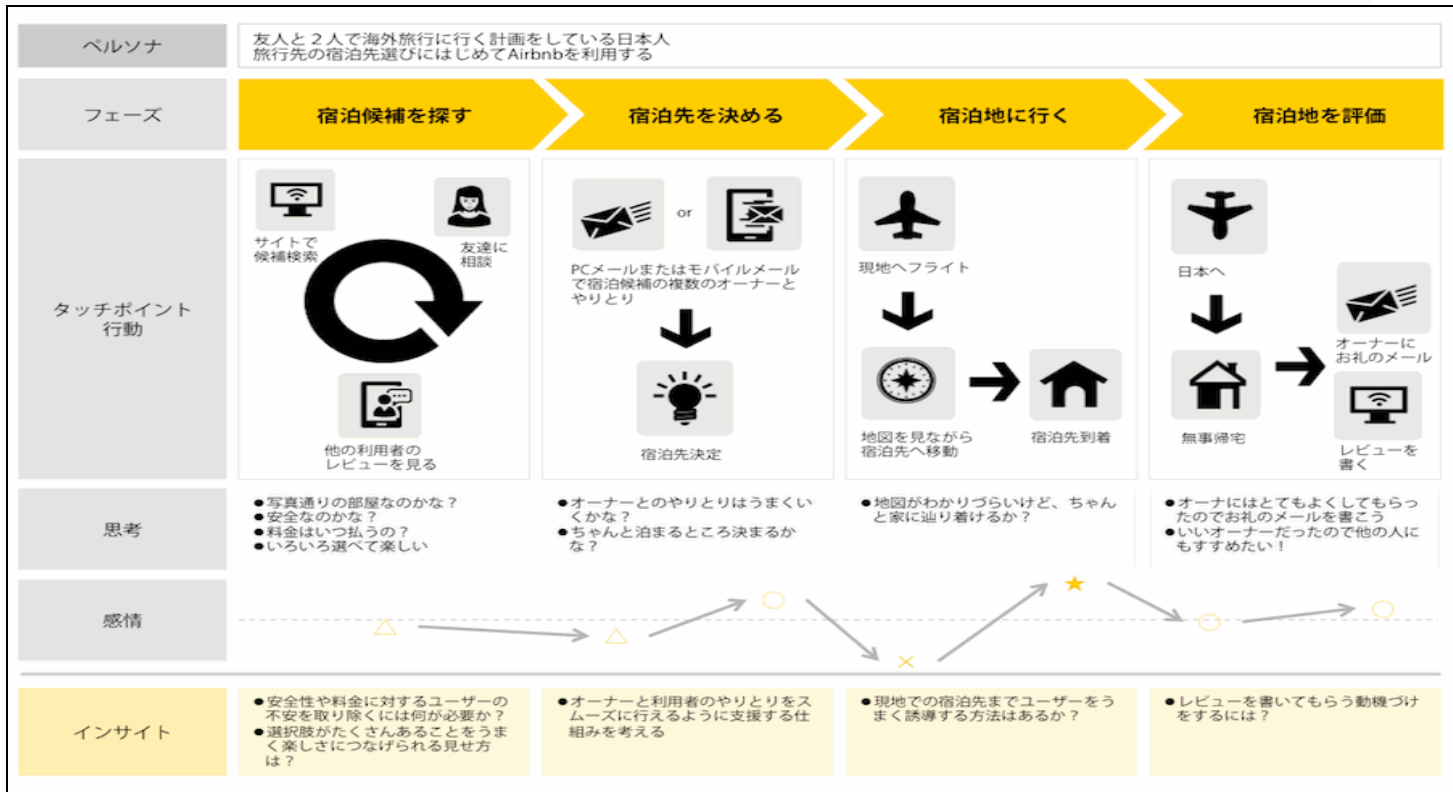 ペルソナ
友人と２人で海外旅行に行く計画をしている日本人
旅行先の宿泊先選びにはじめてAirbnbを利用する
フェーズ
宿泊候補を探す
宿泊先を決める
宿泊地に行く
宿泊地を評価
タッチポイント
行動
サイトで
候補検索
友達に
相談
他の利用者の
レビューを見る
or
PCメールまたはモバイルメール
で宿泊候補の複数のオーナーと
やりとり
宿泊先決定
現地へフライト
地図を見ながら
宿泊先へ移動
宿泊先到着
日本へ
無事帰宅
オーナーに
お礼のメール
レビューを
書く
思考
●写真通りの部屋なのかな？
●安全なのかな？
●料金はいつ払うの？
●いろいろ選べて楽しい
●オーナーとのやりとりはうまくい
くかな？
●ちゃんと泊まるところ決まるか
な？
●地図がわかりづらいけど、ちゃん
と家に辿り着けるか？
●オーナにはとてもよくしてもらっ
たのでお礼のメールを書こう
●いいオーナーだったので他の人に
もすすめたい！
感情
インサイト
●安全性や料金に対するユーザーの
不安を取り除くには何が必要か？
●選択肢がたくさんあることをうま
く楽しさにつなげられる見せ方
は？
●オーナーと利用者のやりとりをス
ムーズに行えるように支援する仕
組みを考える
●現地での宿泊先までユーザーをう
まく誘導する方法はあるか？
●レビューを書いてもらう動機づけ
をするには？